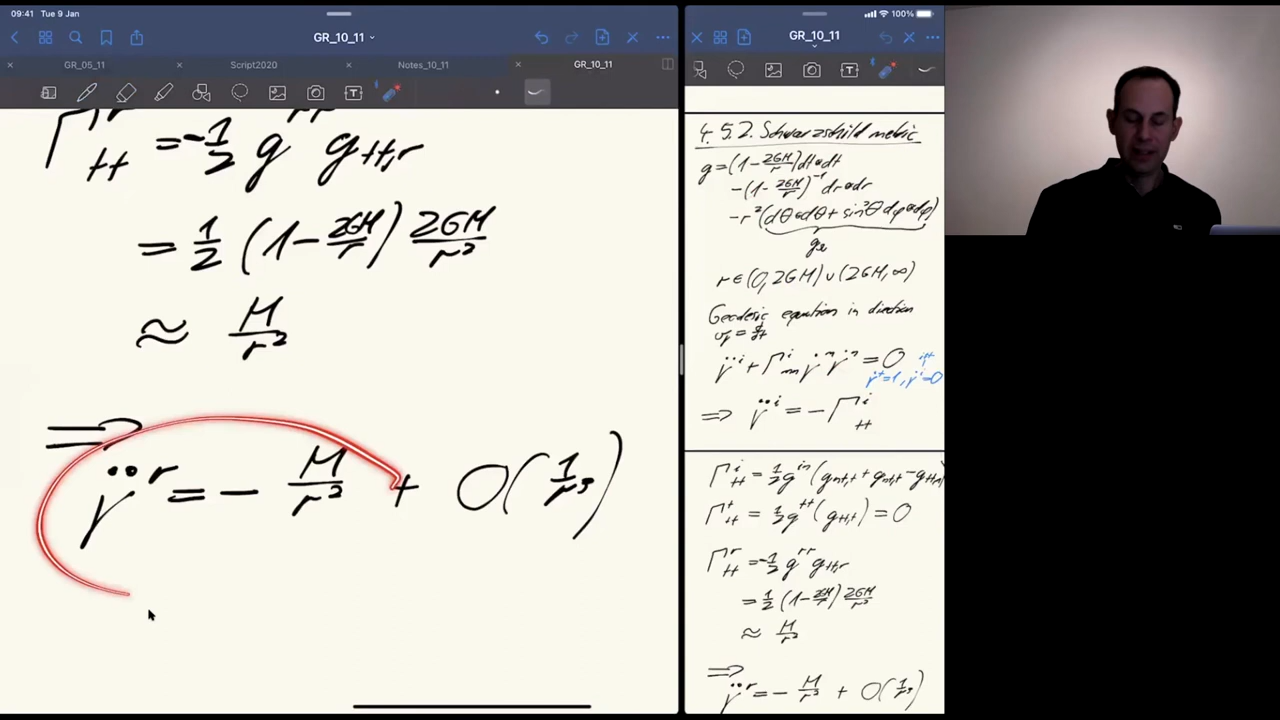 09:41 Tue 9 Jan
GR_10_11
GR_05_11
Script2020
Notes_10_11
GR_10_11
Γ^r_tt = -1/2 g^rr g_tt,r
= 1/2 (1 - 2GM/r) 2GM/r²
≈ M/r²
⟹
γ̈^r = - M/r² + O(1/r³)
100%
GR_10_11
4.5.2. Schwarzschild metric
g = (1 - 2GM/r) dt⊗dt
- (1 - 2GM/r)⁻¹ dr⊗dr
- r² (dθ⊗dθ + sin²θ dφ⊗dφ)
r ∈ (0, 2GM) ∪ (2GM, ∞)
Geodesic equation in direction
γ̈^i + Γ^i_mn γ̇^m γ̇^n = 0
γ̇^t = 1, γ̇^i = 0
⟹ γ̈^i = - Γ^i_tt
Γ^i_tt = 1/2 g^in (g_nt,t + g_nt,t - g_tt,n)
Γ^t_tt = 1/2 g^tt (g_tt,t) = 0
Γ^r_tt = -1/2 g^rr g_tt,r
= 1/2 (1 - 2GM/r) 2GM/r²
≈ M/r²
⟹
γ̈^r = - M/r² + O(1/r³)